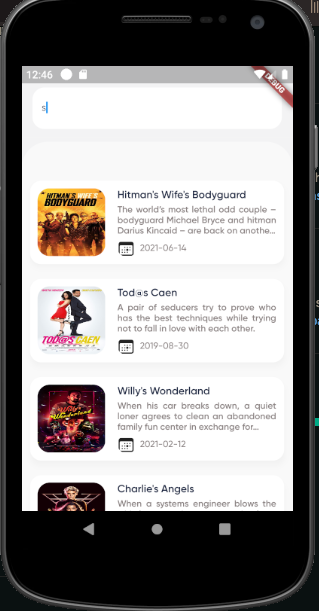 12:46
DEBUG
s
HITMAN'S WIFE'S
BODYGUARD
Hitman's Wife's Bodyguard
The world's most lethal odd couple –
bodyguard Michael Bryce and hitman
Darius Kincaid – are back on anothe...
2021-06-14
TOD@S CAEN
Tod@s Caen
A pair of seducers try to prove who
has the best techniques while trying
not to fall in love with each other.
2019-08-30
Willy's
Wonderland
Willy's Wonderland
When his car breaks down, a quiet
loner agrees to clean an abandoned
family fun center in exchange for...
2021-02-12
Charlie's Angels
When a systems engineer blows the